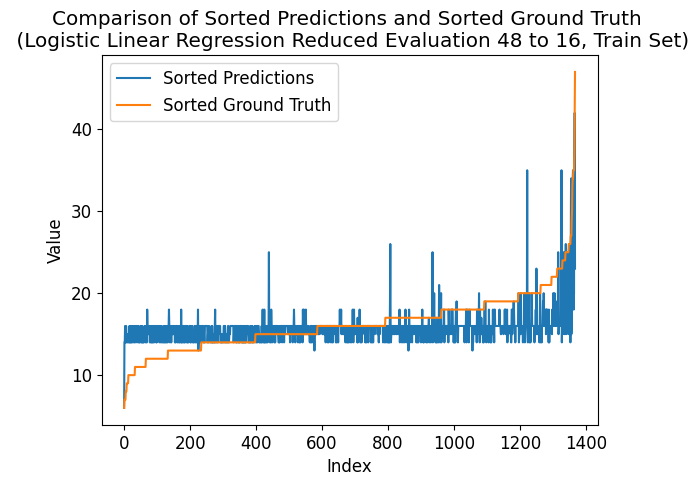 Comparison of Sorted Predictions and Sorted Ground Truth
(Logistic Linear Regression Reduced Evaluation 48 to 16, Train Set)
Sorted Predictions
Sorted Ground Truth
40
30
20
10
Value
0 200 400 600 800 1000 1200 1400
Index